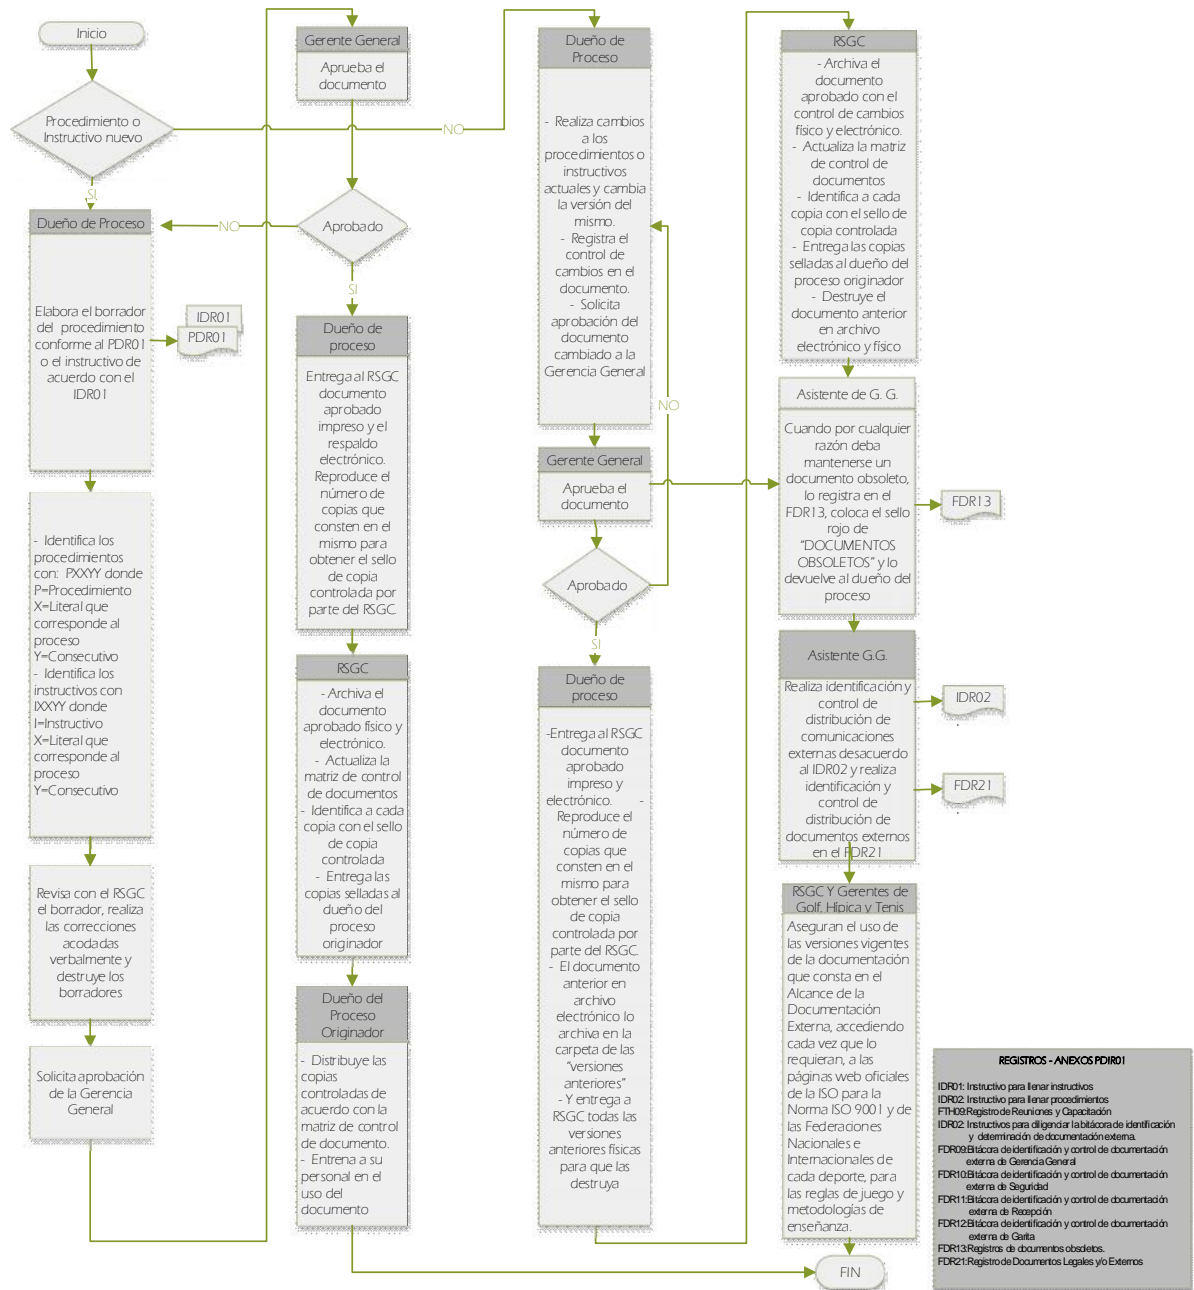 Inicio
Procedimiento o
Instructivo nuevo
NO
SI
Dueño de Proceso
Elabora el borrador
del procedimiento
conforme al PDR01
o el instructivo de
acuerdo con el
IDR01
IDR01
PDR01
- Identifica los
procedimientos
con: PXXYY donde
P=Procedimiento
X=Literal que
corresponde al
proceso
Y=Consecutivo
- Identifica los
instructivos con
IXXYY donde
I=Instructivo
X=Literal que
corresponde al
proceso
Y=Consecutivo
Revisa con el RSGC
el borrador, realiza
las correcciones
acodadas
verbalmente y
destruye los
borradores
Solicita aprobación
de la Gerencia
General
Gerente General
Aprueba el
documento
Aprobado
NO
SI
Dueño de
proceso
Entrega al RSGC
documento
aprobado
impreso y el
respaldo
electrónico.
Reproduce el
número de
copias que
consten en el
mismo para
obtener el sello
de copia
controlada por
parte del RSGC.
RSGC
- Archiva el
documento
aprobado físico y
electrónico.
- Actualiza la
matriz de control
de documentos
- Identifica a cada
copia con el sello
de copia
controlada
- Entrega las
copias selladas al
dueño del
proceso
originador
Dueño del
Proceso
Originador
- Distribuye las
copias
controladas de
acuerdo con la
matriz de control
de documento.
- Entrena a su
personal en el
uso del
documento
Dueño de
Proceso
- Realiza cambios
a los
procedimientos o
instructivos
actuales y cambia
la versión del
mismo.
- Registra el
control de
cambios en el
documento.
- Solicita
aprobación del
documento
cambiado a la
Gerencia General
NO
Gerente General
Aprueba el
documento
Aprobado
SI
Dueño de
proceso
-Entrega al RSGC
documento
aprobado
impreso y
electrónico. -
Reproduce el
número de
copias que
consten en el
mismo para
obtener el sello
de copia
controlada por
parte del RSGC.
- El documento
anterior en
archivo
electrónico lo
archiva en la
carpeta de las
“versiones
anteriores”
- Y entrega a
RSGC todas las
versiones
anteriores físicas
para que las
destruya
RSGC
- Archiva el
documento
aprobado con el
control de cambios
físico y electrónico.
- Actualiza la matriz
de control de
documentos
- Identifica a cada
copia con el sello de
copia controlada
- Entrega las copias
selladas al dueño del
proceso originador
- Destruye el
documento anterior
en archivo
electrónico y físico
Asistente de G. G.
Cuando por cualquier
razón deba
mantenerse un
documento obsoleto,
lo registra en el
FDR13, coloca el sello
rojo de
“DOCUMENTOS
OBSOLETOS” y lo
devuelve al dueño del
proceso
FDR13
Asistente G.G.
Realiza identificación y
control de
distribución de
comunicaciones
externas desacuerdo
al IDR02 y realiza
identificación y
control de
distribución de
documentos externos
en el FDR21
IDR02
FDR21
RSGC Y Gerentes de
Golf, Hípica y Tenis
Aseguran el uso de
las versiones vigentes
de la documentación
que consta en el
Alcance de la
Documentación
Externa, accediendo
cada vez que lo
requieran, a las
páginas web oficiales
de la ISO para la
Norma ISO 9001 y de
las Federaciones
Nacionales e
Internacionales de
cada deporte, para
las reglas de juego y
metodologías de
enseñanza.
FIN
REGISTROS - ANEXOS PDIR01
IDR01: Instructivo para llenar instructivos
IDR02: Instructivo para llenar procedimientos
FTH09:Registro de Reuniones y Capacitación
IDR02: Instructivos para diligenciar la bitácora de identificación
y determinación de documentación externa.
FDR09:Bitácora de identificación y control de documentación
externa de Gerencia General
FDR10:Bitácora de identificación y control de documentación
externa de Seguridad
FDR11:Bitácora de identificación y control de documentación
externa de Recepción
FDR12:Bitácora de identificación y control de documentación
externa de Garita
FDR13:Registros de documentos obsoletos.
FDR21:Registro de Documentos Legales y/o Externos